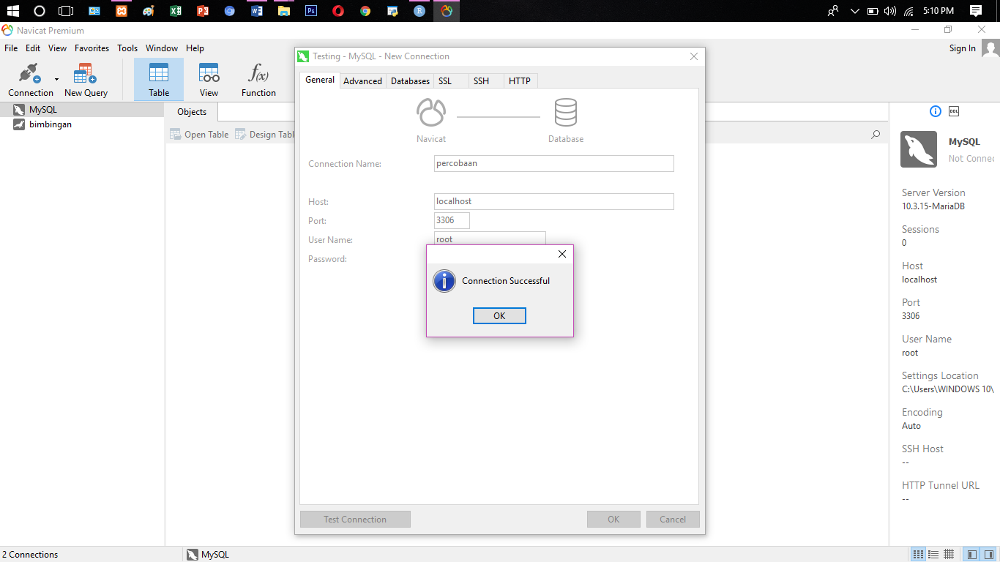 5:10 PM
Navicat Premium
File Edit View Favorites Tools Window Help
Sign In
Connection New Query Table View Function
MySQL
bimbingan
Objects
Open Table Design Tabl
Testing - MySQL - New Connection
General Advanced Databases SSL SSH HTTP
Navicat Database
Connection Name: percobaan
Host: localhost
Port: 3306
User Name: root
Password:
Connection Successful
OK
Test Connection OK Cancel
DDL
MySQL
Not Connec
Server Version
10.3.15-MariaDB
Sessions
0
Host
localhost
Port
3306
User Name
root
Settings Location
C:\Users\WINDOWS 10\
Encoding
Auto
SSH Host
--
HTTP Tunnel URL
--
2 Connections MySQL